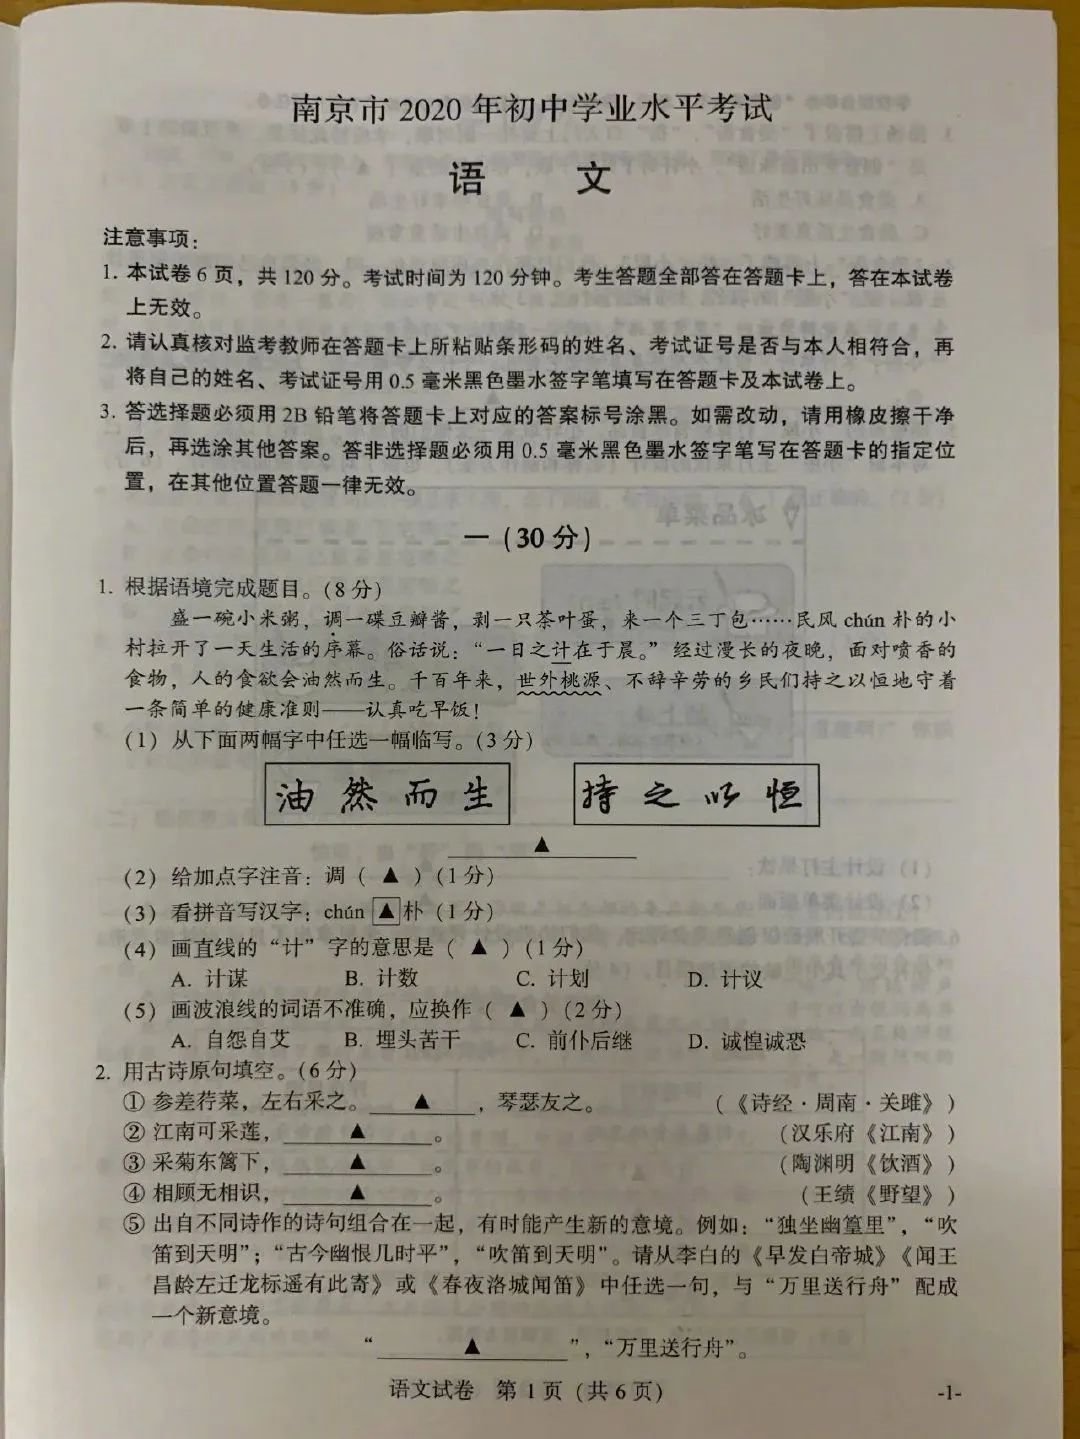 南京市 2020 年初中学业水平考试
语 文
注意事项：
1. 本试卷 6 页，共 120 分。考试时间为 120 分钟。考生答题全部答在答题卡上，答在本试卷
上无效。
2. 请认真核对监考教师在答题卡上所粘贴条形码的姓名、考试证号是否与本人相符合，再
将自己的姓名、考试证号用 0.5 毫米黑色墨水签字笔填写在答题卡及本试卷上。
3. 答选择题必须用 2B 铅笔将答题卡上对应的答案标号涂黑。如需改动，请用橡皮擦干净
后，再选涂其他答案。答非选择题必须用 0.5 毫米黑色墨水签字笔写在答题卡的指定位
置，在其他位置答题一律无效。
一（30 分）
1. 根据语境完成题目。（8 分）
盛一碗小米粥，调一碟豆瓣酱，剥一只茶叶蛋，来一个三丁包……民风 chún 朴的小
村拉开了一天生活的序幕。俗话说：“一日之计在于晨。”经过漫长的夜晚，面对喷香的
食物，人的食欲会油然而生。千百年来，世外桃源、不辞辛劳的乡民们持之以恒地守着
一条简单的健康准则——认真吃早饭！
（1）从下面两幅字中任选一幅临写。（3 分）
油然而生 持之以恒
▲
（2）给加点字注音：调（ ▲ ）（1 分）
（3）看拼音写汉字：chún ▲ 朴（1 分）
（4）画直线的“计”字的意思是（ ▲ ）（1 分）
A. 计谋 B. 计数 C. 计划 D. 计议
（5）画波浪线的词语不准确，应换作（ ▲ ）（2 分）
A. 自怨自艾 B. 埋头苦干 C. 前仆后继 D. 诚惶诚恐
2. 用古诗原句填空。（6 分）
① 参差荇菜，左右采之。 ▲ ，琴瑟友之。 （《诗经·周南·关雎》）
② 江南可采莲， ▲ 。 （汉乐府《江南》）
③ 采菊东篱下， ▲ 。 （陶渊明《饮酒》）
④ 相顾无相识， ▲ 。 （王绩《野望》）
⑤ 出自不同诗作的诗句组合在一起，有时能产生新的意境。例如：“独坐幽篁里”，“吹
笛到天明”；“古今幽恨几时平”，“吹笛到天明”。请从李白的《早发白帝城》《闻王
昌龄左迁龙标遥有此寄》或《春夜洛城闻笛》中任选一句，与“万里送行舟”配成
一个新意境。
“ ▲ ”，“万里送行舟”。
语文试卷 第 1 页（共 6 页） -1-